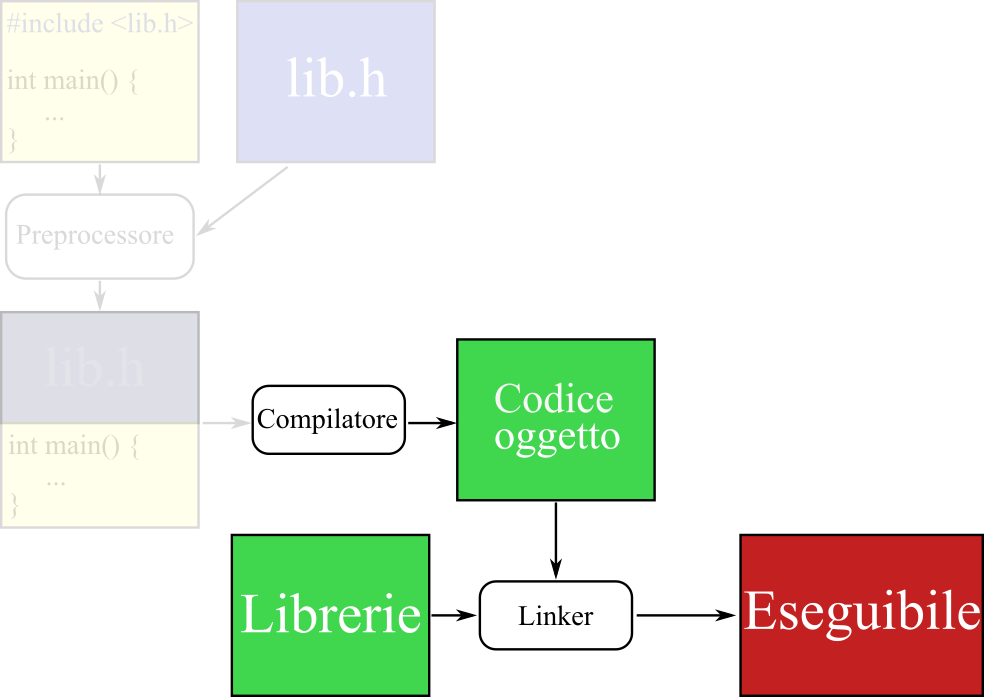 #include <lib.h>
int main() {
...
}
lib.h
Preprocessore
lib.h
int main() {
...
}
Compilatore
Codice
oggetto
Librerie
Linker
Eseguibile